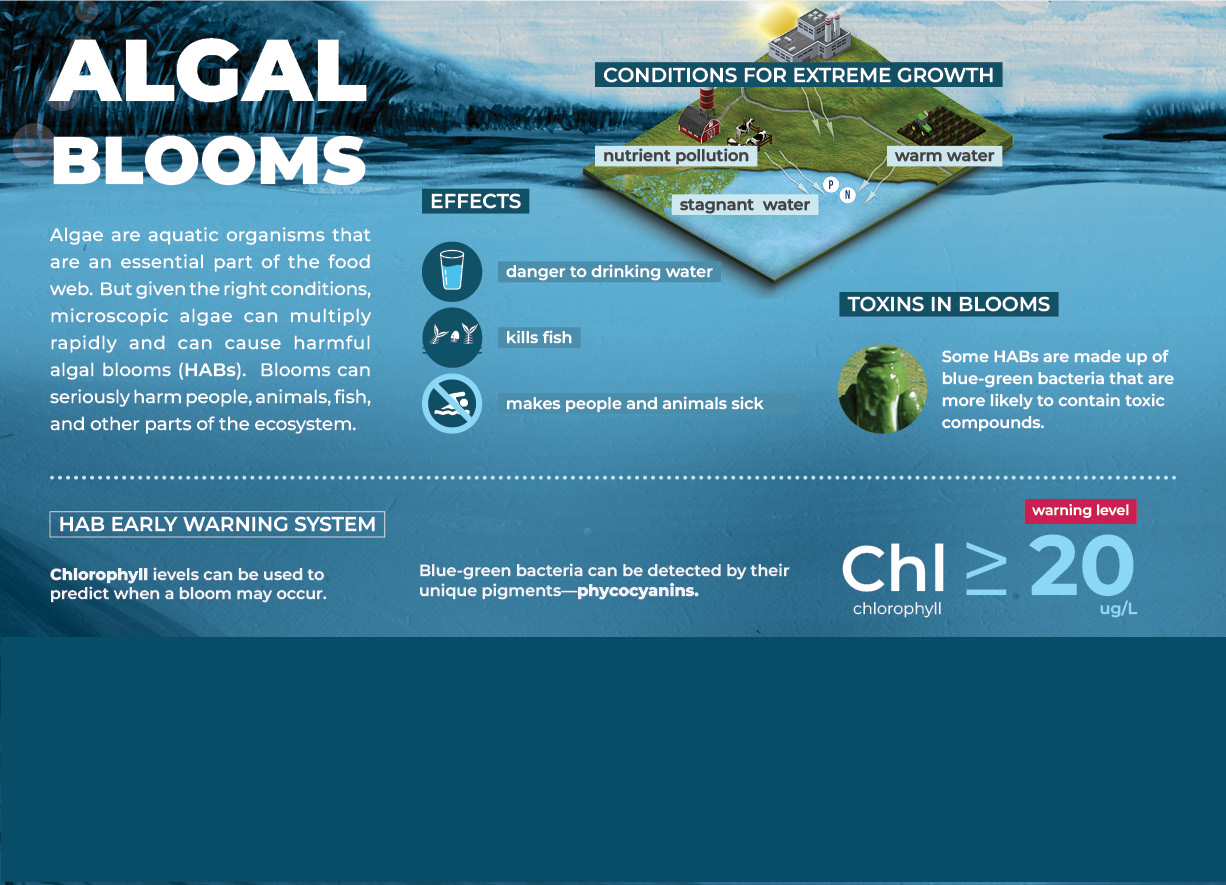 ALGAL
BLOOMS
Algae are aquatic organisms that
are an essential part of the food
web. But given the right conditions,
microscopic algae can multiply
rapidly and can cause harmful
algal blooms (HABs). Blooms can
seriously harm people, animals, fish,
and other parts of the ecosystem.
CONDITIONS FOR EXTREME GROWTH
nutrient pollution
warm water
P
N
stagnant water
EFFECTS
danger to drinking water
kills fish
makes people and animals sick
TOXINS IN BLOOMS
Some HABs are made up of
blue-green bacteria that are
more likely to contain toxic
compounds.
HAB EARLY WARNING SYSTEM
Chlorophyll ievels can be used to
predict when a bloom may occur.
Blue-green bacteria can be detected by their
unique pigments—phycocyanins.
warning level
Chl ≥ 20
chlorophyll
ug/L